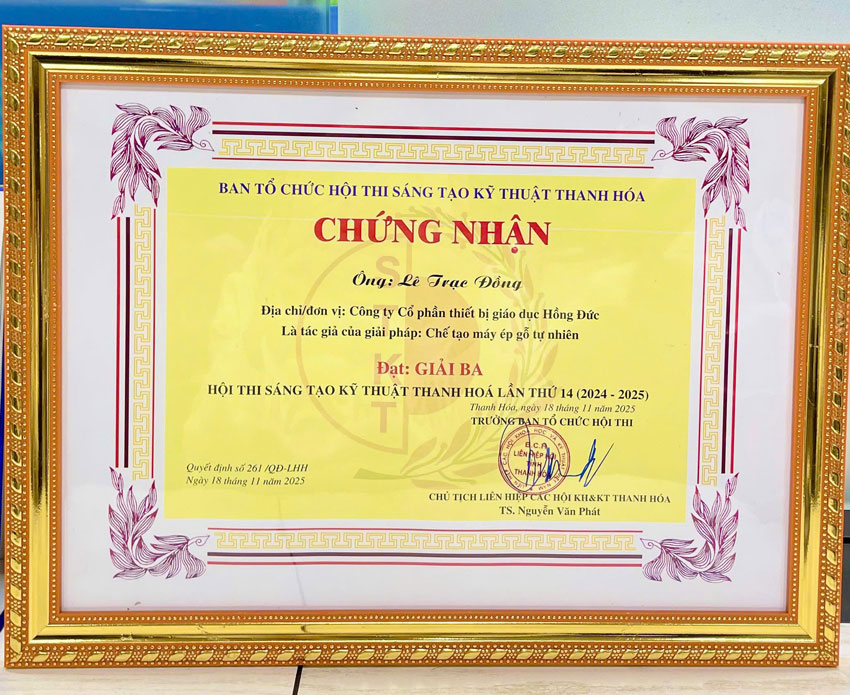 BAN TỔ CHỨC HỘI THI SÁNG TẠO KỸ THUẬT THANH HÓA
CHỨNG NHẬN
Ông: Lê Trạc Đồng
Địa chỉ/đơn vị: Công ty Cổ phần thiết bị giáo dục Hồng Đức
Là tác giả của giải pháp: Chế tạo máy ép gỗ tự nhiên
Đạt: GIẢI BA
HỘI THI SÁNG TẠO KỸ THUẬT THANH HOÁ LẦN THỨ 14 (2024 - 2025)
Thanh Hóa, ngày 18 tháng 11 năm 2025
TRƯỞNG BAN TỔ CHỨC HỘI THI
LIÊN HIỆP
TỈNH
THANH
Quyết định số 261 /QĐ-LHH
Ngày 18 tháng 11 năm 2025
CHỦ TỊCH LIÊN HIỆP CÁC HỘI KH&KT THANH HÓA
TS. Nguyễn Văn Phát
S
T
K
T